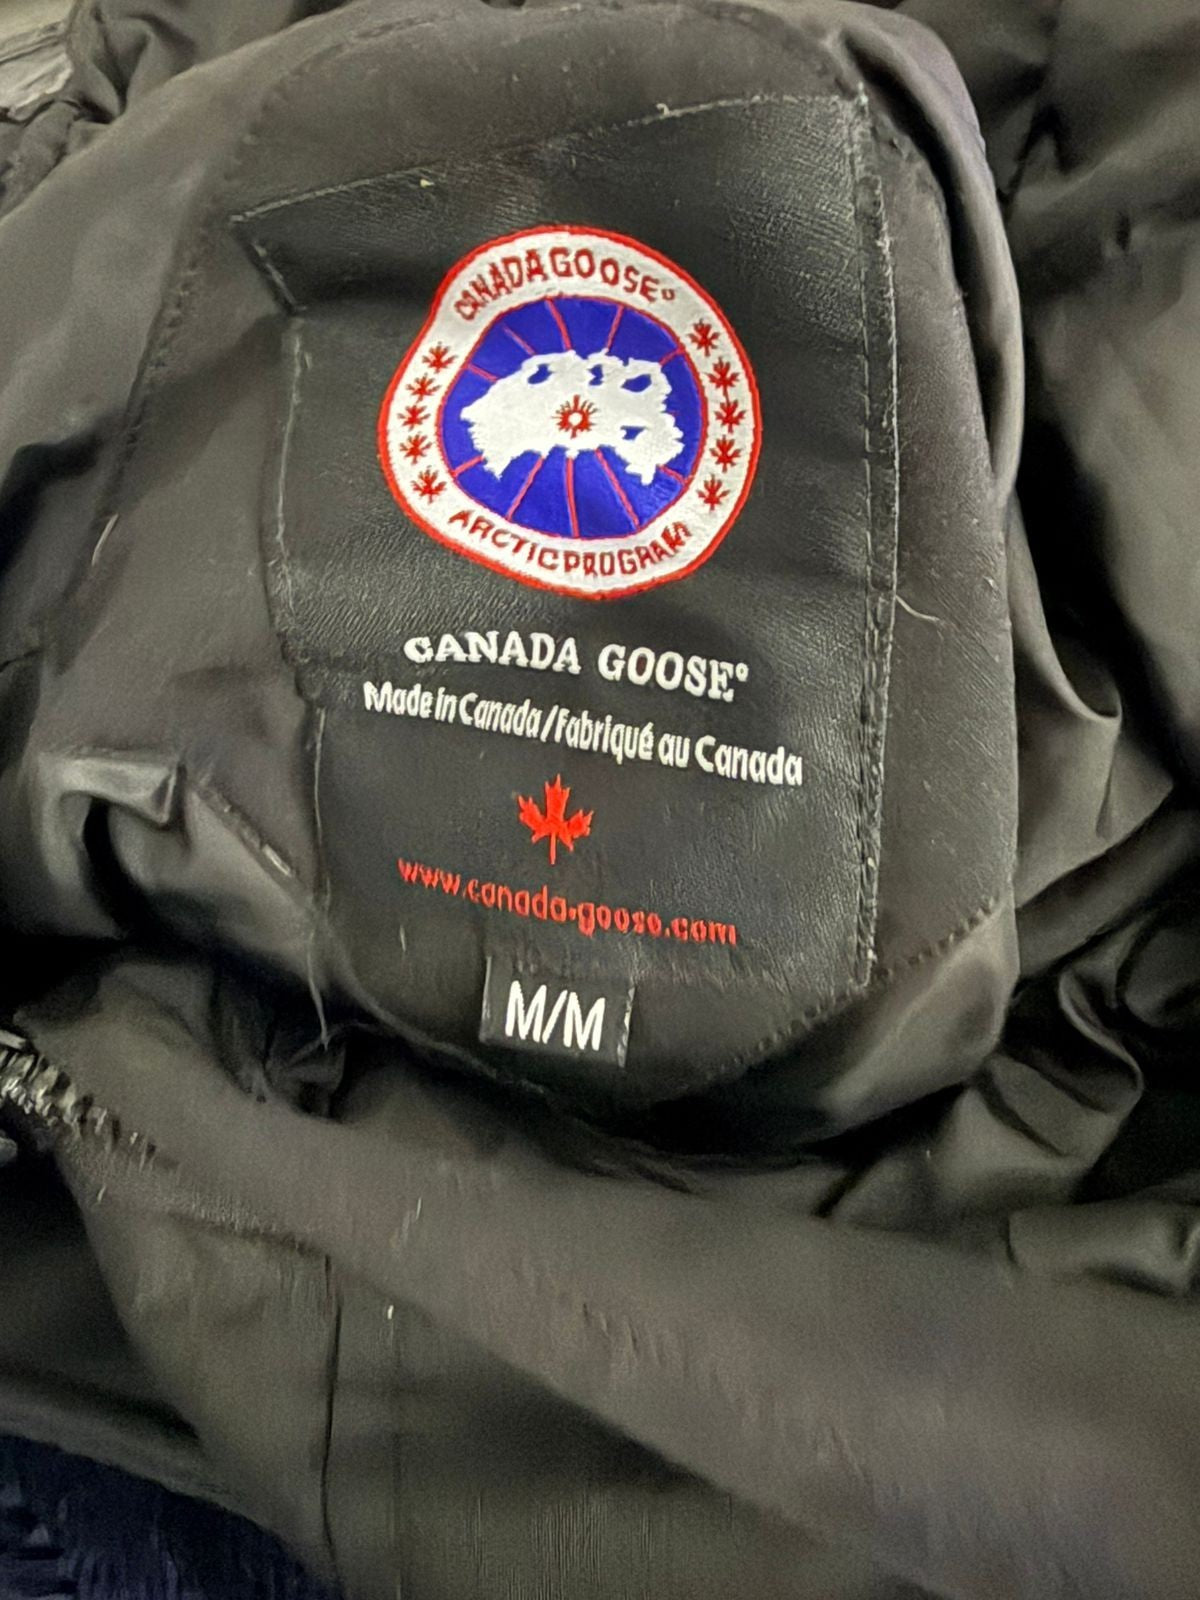 CANADA GOOSE®
ARCTIC PROGRAM
CANADA GOOSE®
Made in Canada/Fabriqué au Canada
www.canada-goose.com
M/M